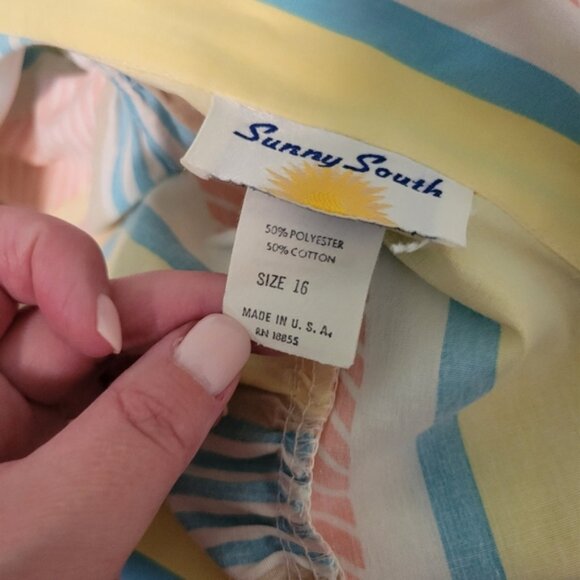 Sunny South
50% POLYESTER
50% COTTON
SIZE 16
MADE IN U.S.A.
RN 18855